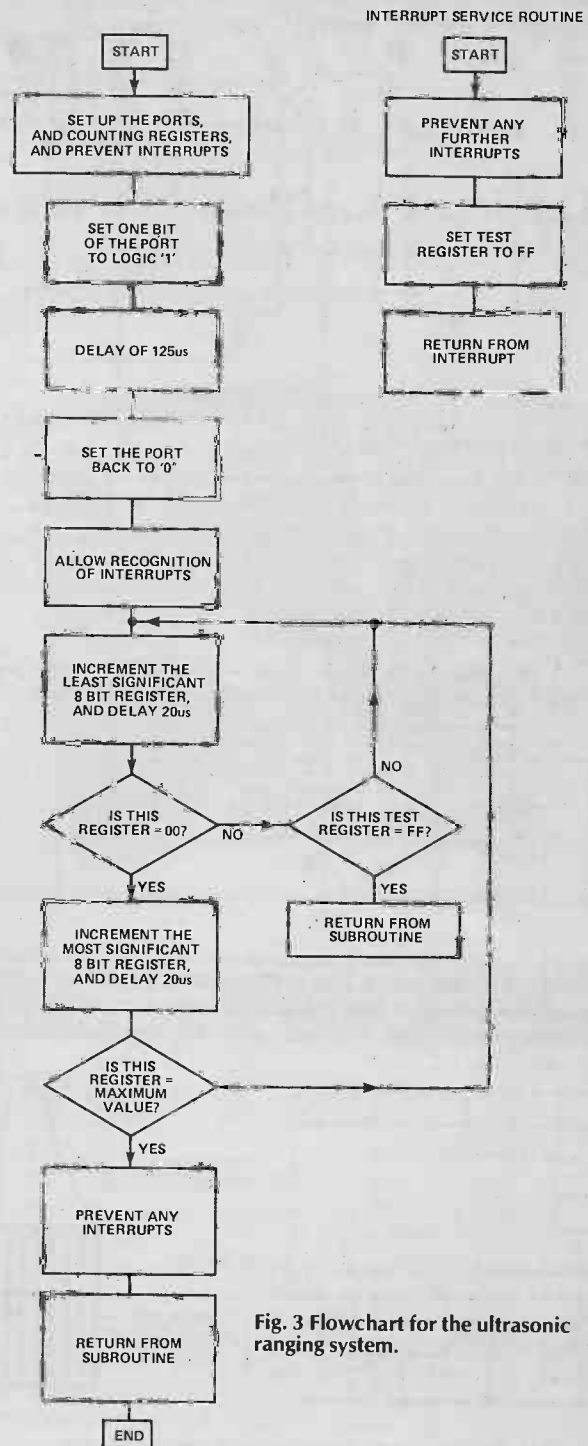 START
SET UP THE PORTS,
AND COUNTING REGISTERS,
AND PREVENT INTERRUPTS
SET ONE BIT
OF THE PORT
TO LOGIC '1'
DELAY OF 125us
SET THE PORT
BACK TO '0"
ALLOW RECOGNITION
OF INTERRUPTS
INCREMENT THE
LEAST SIGNIFICANT
8 BIT REGISTER,
AND DELAY 20us
IS THIS
REGISTER = 00?
NO
IS THIS TEST
REGISTER = FF?
NO
YES
RETURN FROM
SUBROUTINE
YES
INCREMENT THE
MOST SIGNIFICANT
8 BIT REGISTER,
AND DELAY 20us
IS THIS
REGISTER =
MAXIMUM
VALUE?
YES
PREVENT ANY
INTERRUPTS
RETURN FROM
SUBROUTINE
END
INTERRUPT SERVICE ROUTINE
START
PREVENT ANY
FURTHER
INTERRUPTS
SET TEST
REGISTER TO FF
RETURN FROM
INTERRUPT
Fig. 3 Flowchart for the ultrasonic
ranging system.